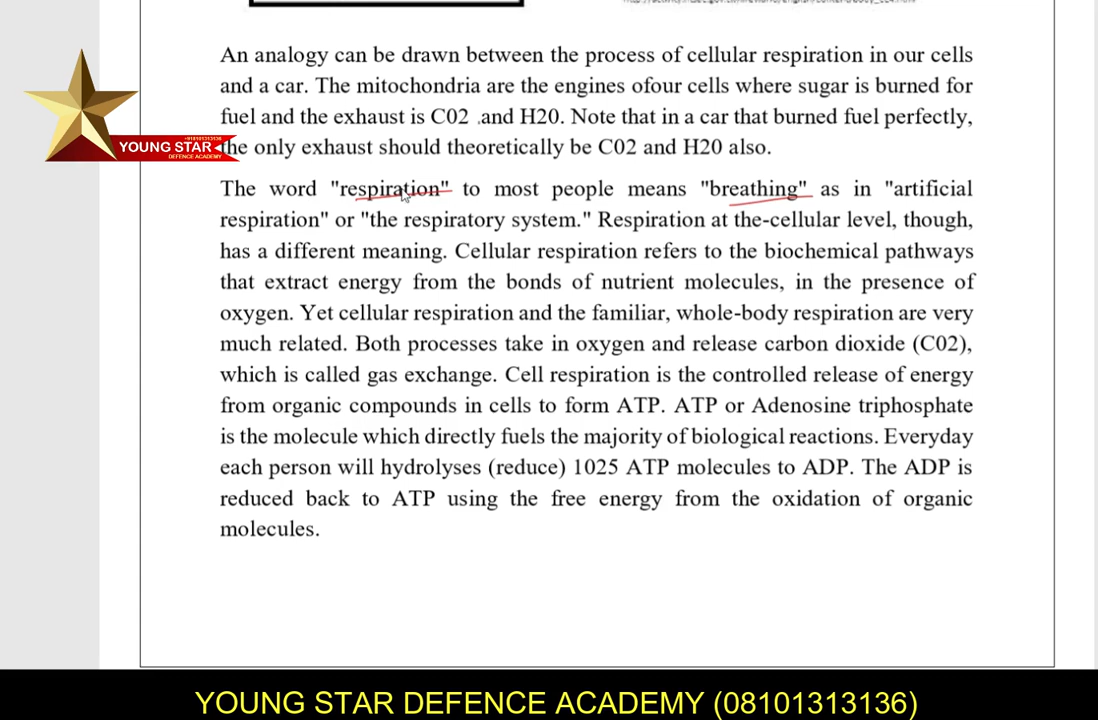 An analogy can be drawn between the process of cellular respiration in our cells
and a car. The mitochondria are the engines ofour cells where sugar is burned for
fuel and the exhaust is C02 .and H20. Note that in a car that burned fuel perfectly,
the only exhaust should theoretically be C02 and H20 also.
+918101313136
YOUNG STAR
DEFENCE ACADEMY
The word "respiration" to most people means "breathing" as in "artificial
respiration" or "the respiratory system." Respiration at the-cellular level, though,
has a different meaning. Cellular respiration refers to the biochemical pathways
that extract energy from the bonds of nutrient molecules, in the presence of
oxygen. Yet cellular respiration and the familiar, whole-body respiration are very
much related. Both processes take in oxygen and release carbon dioxide (C02),
which is called gas exchange. Cell respiration is the controlled release of energy
from organic compounds in cells to form ATP. ATP or Adenosine triphosphate
is the molecule which directly fuels the majority of biological reactions. Everyday
each person will hydrolyses (reduce) 1025 ATP molecules to ADP. The ADP is
reduced back to ATP using the free energy from the oxidation of organic
molecules.
YOUNG STAR DEFENCE ACADEMY (08101313136)